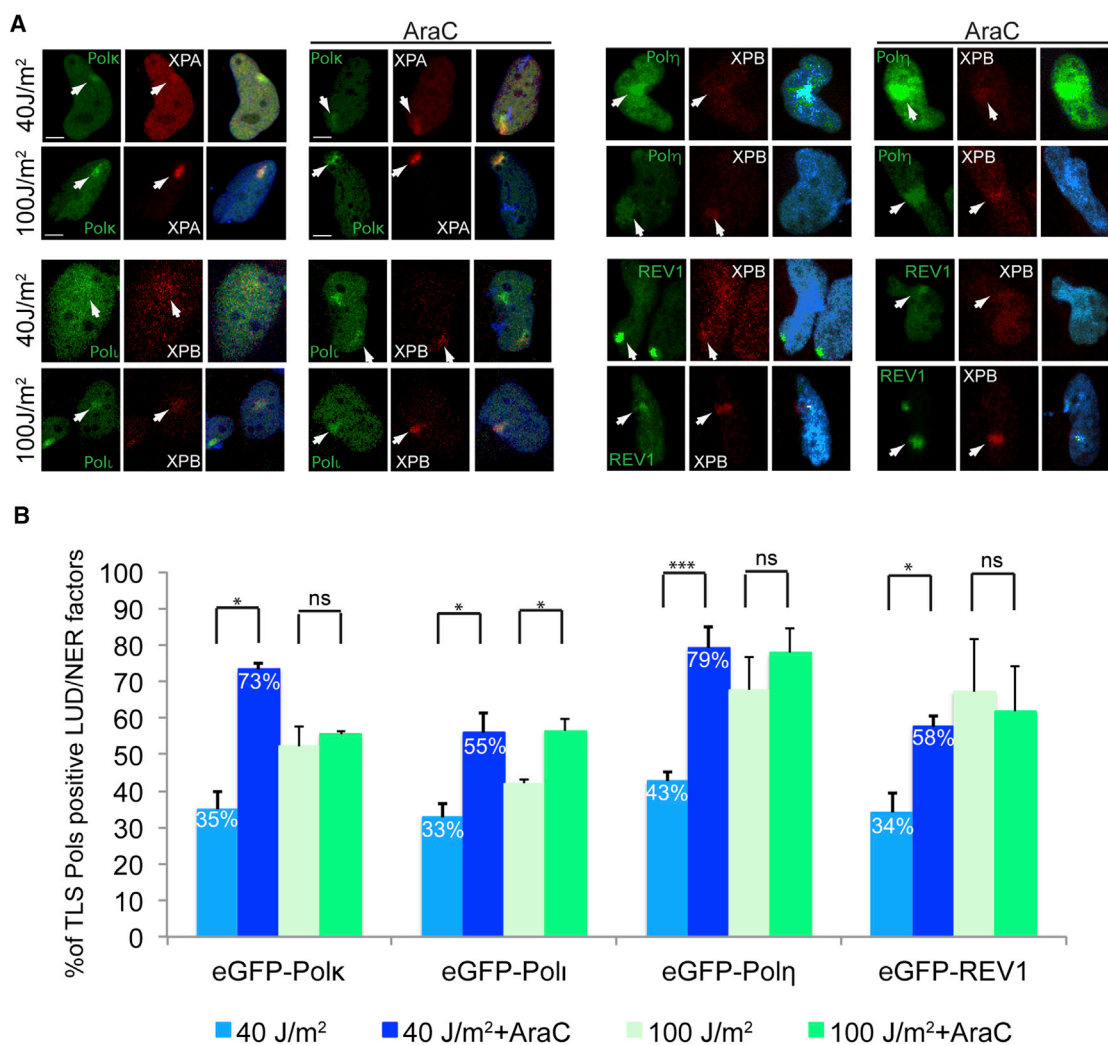 A
AraC
AraC
40J/m²
Polκ
XPA
Polκ
XPA
Polη
XPB
Polη
XPB
100J/m²
Polκ
XPA
Polκ
XPA
Polη
XPB
Polη
XPB
40J/m²
Polι
XPB
Polι
XPB
REV1
XPB
REV1
XPB
100J/m²
Polι
XPB
Polι
XPB
REV1
XPB
REV1
XPB
B
%of TLS Pols positive LUD/NER factors
100
90
80
70
60
50
40
30
20
10
0
*
ns
*
*
***
ns
*
ns
35%
73%
33%
55%
43%
79%
34%
58%
eGFP-Polκ
eGFP-Polι
eGFP-Polη
eGFP-REV1
40 J/m²
40 J/m²+AraC
100 J/m²
100 J/m²+AraC